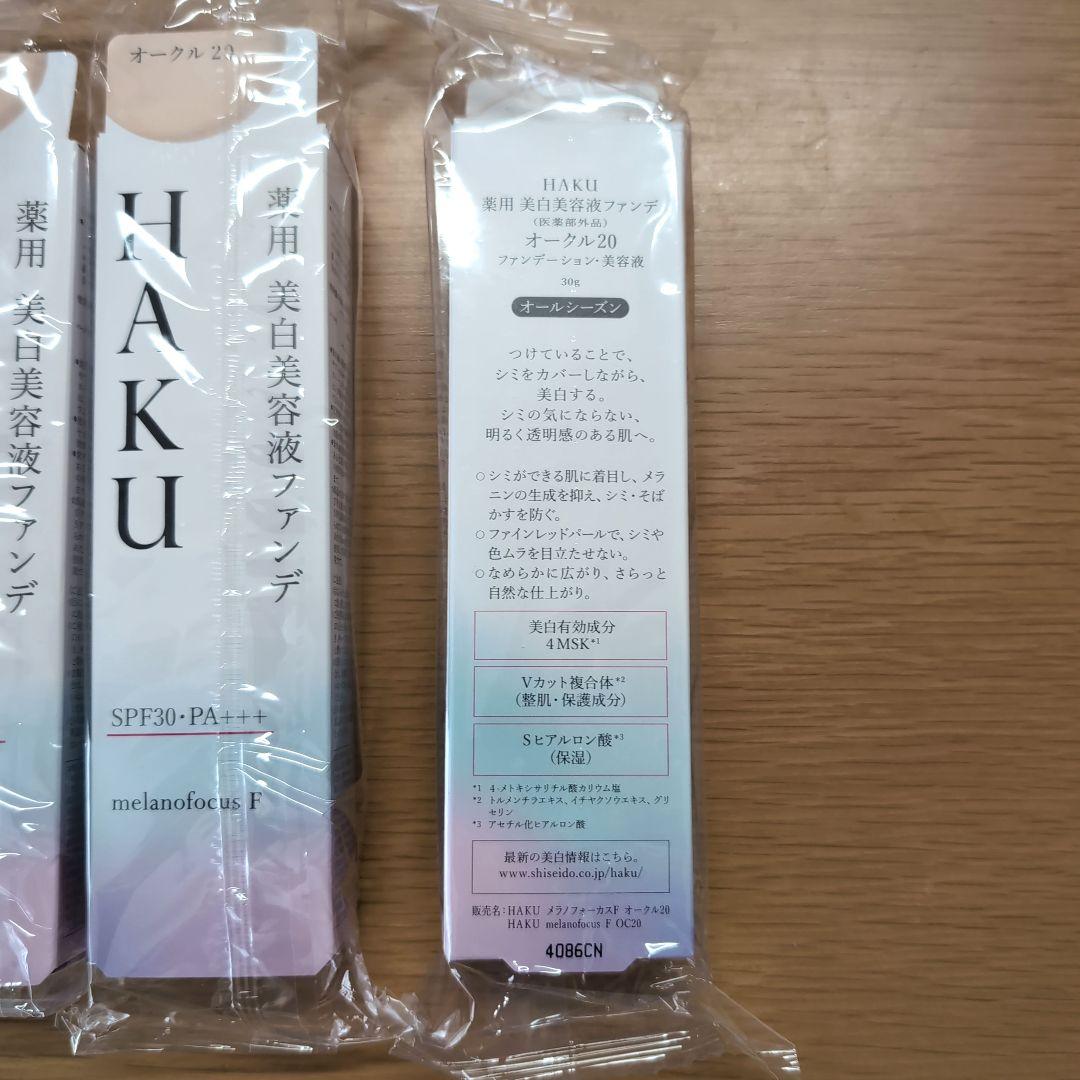 薬用 美白美容液ファンデ
オークル 20
HAKU
薬用 美白美容液ファンデ
SPF30・PA+++
melanofocus F
HAKU
薬用 美白美容液ファンデ
(医薬部外品)
オークル20
ファンデーション・美容液
30g
オールシーズン
つけていることで、
シミをカバーしながら、
美白する。
シミの気にならない、
明るく透明感のある肌へ。
○シミができる肌に着目し、メラ
ニンの生成を抑え、シミ・そば
かすを防ぐ。
○ファインレッドパールで、シミや
色ムラを目立たせない。
○なめらかに広がり、さらっと
自然な仕上がり。
美白有効成分
4MSK*1
Vカット複合体*2
(整肌・保護成分)
Sヒアルロン酸*3
(保湿)
*1 4-メトキシサリチル酸カリウム塩
*2 トルメンチラエキス、イチヤクソウエキス、グリ
セリン
*3 アセチル化ヒアルロン酸
最新の美白情報はこちら。
www.shiseido.co.jp/haku/
販売名:HAKU メラノフォーカスF オークル20
HAKU melanofocus F OC20
4086CN